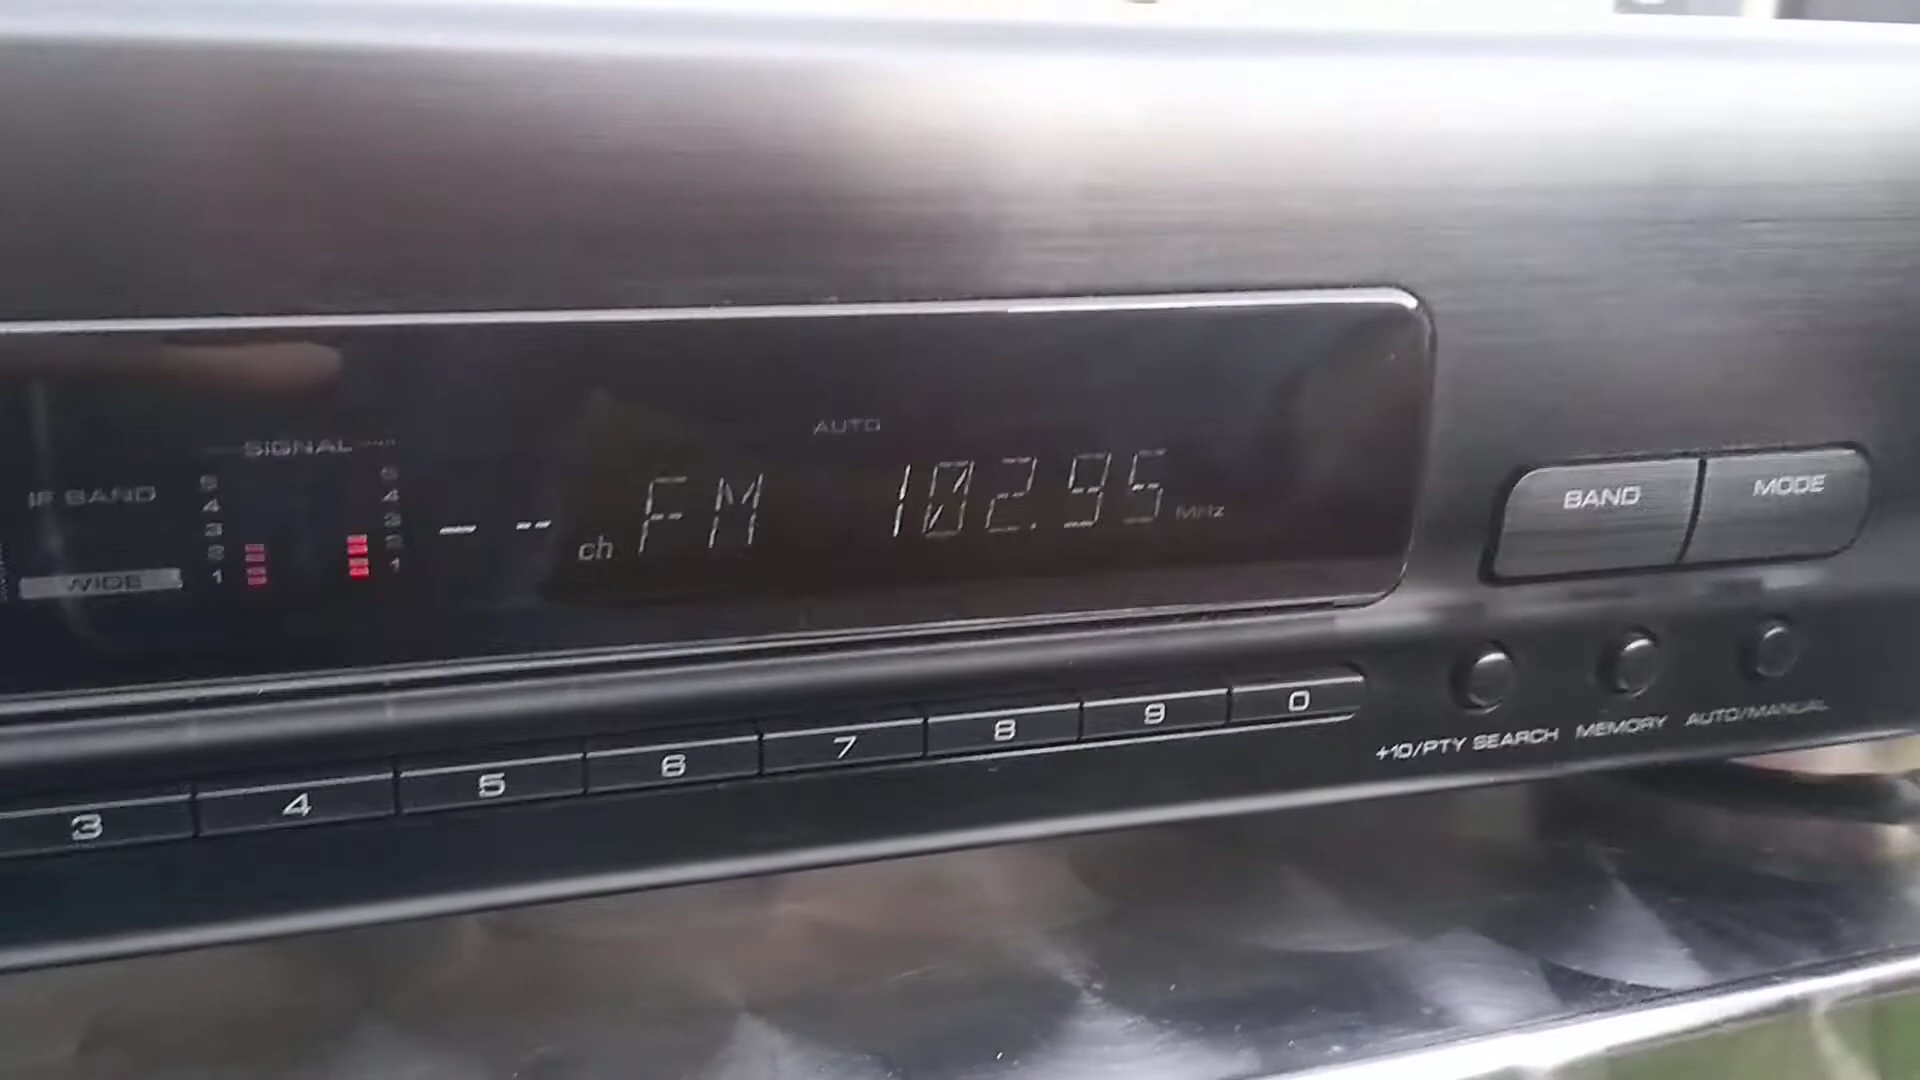 AUTO
SIGNAL
IF BAND
5 5
4 4
3 3
2 2
1 1
WIDE
- --
ch
FM 102.95 MHz
BAND MODE
3 4 5 6 7 8 9 0
+10/PTY SEARCH MEMORY AUTO/MANUAL